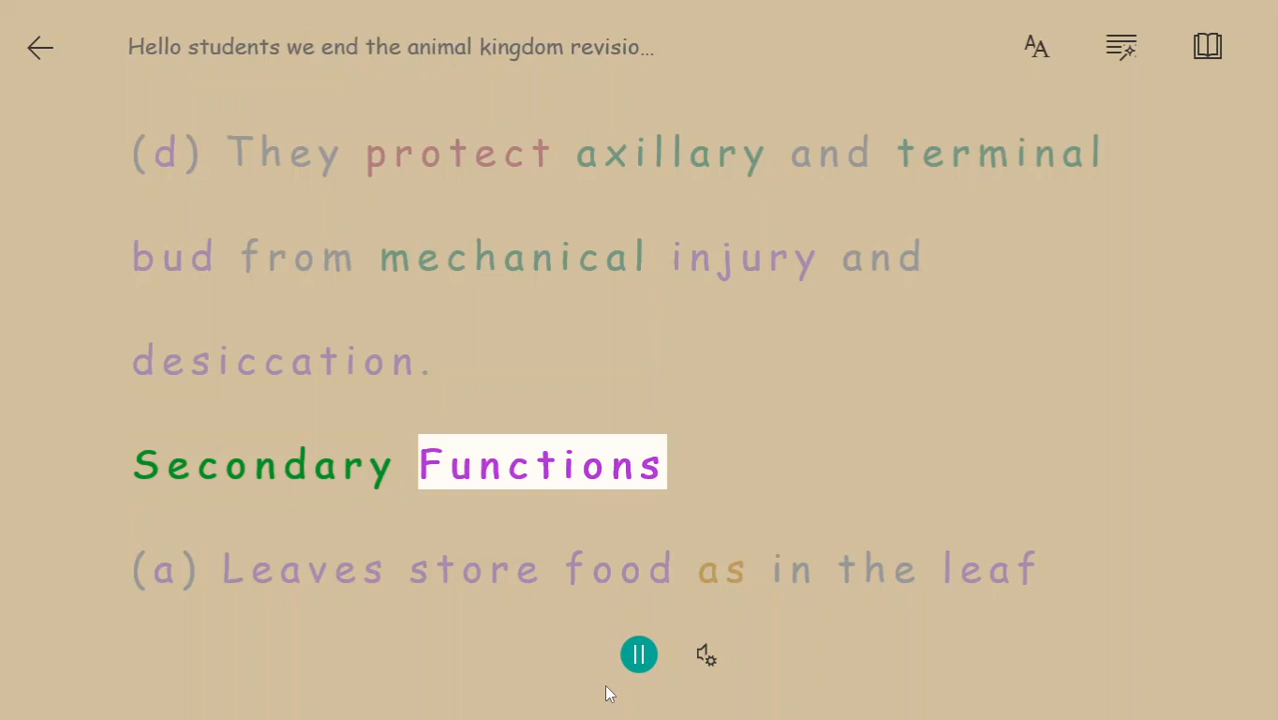 Hello students we end the animal kingdom revisio...
(d) They protect axillary and terminal
bud from mechanical injury and
desiccation.
Secondary Functions
(a) Leaves store food as in the leaf